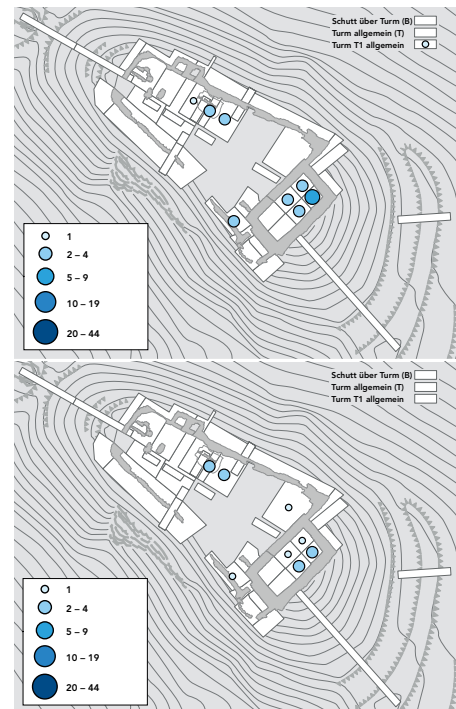 Schutt über Turm (B)
Turm allgemein (T)
Turm T1 allgemein
1
2 – 4
5 – 9
10 – 19
20 – 44
Schutt über Turm (B)
Turm allgemein (T)
Turm T1 allgemein
1
2 – 4
5 – 9
10 – 19
20 – 44